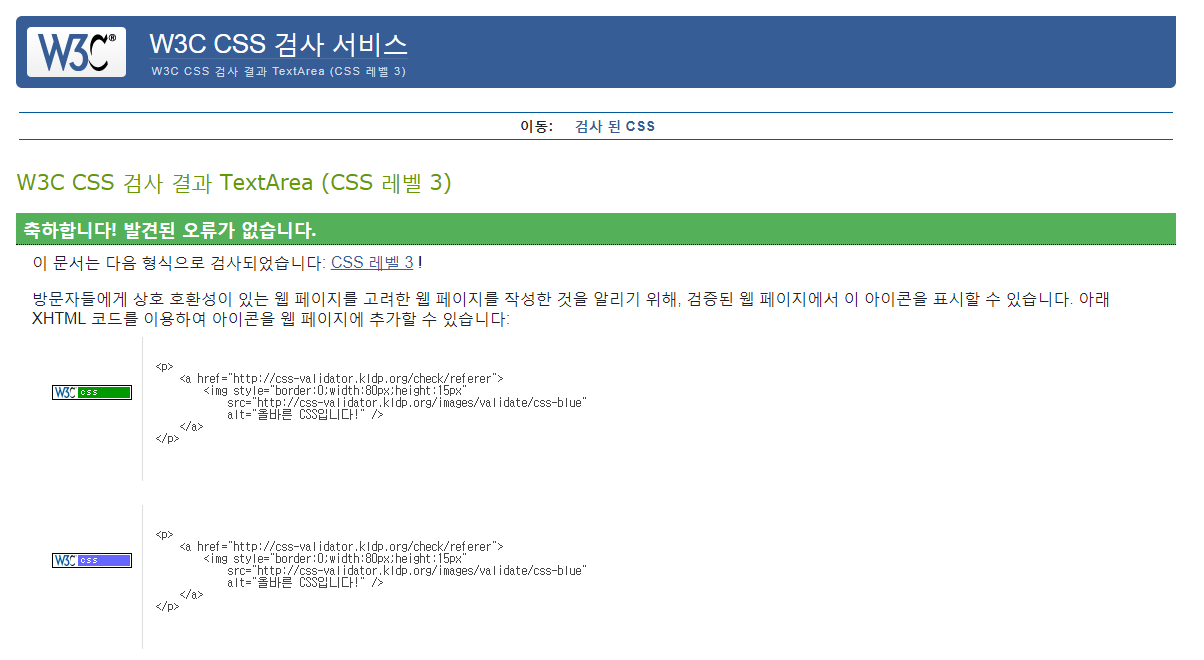 W3C® W3C CSS 검사 서비스
W3C CSS 검사 결과 TextArea (CSS 레벨 3)
이동: 검사 된 CSS
W3C CSS 검사 결과 TextArea (CSS 레벨 3)
축하합니다! 발견된 오류가 없습니다.
이 문서는 다음 형식으로 검사되었습니다: CSS 레벨 3 !
방문자들에게 상호 호환성이 있는 웹 페이지를 고려한 웹 페이지를 작성한 것을 알리기 위해, 검증된 웹 페이지에서 이 아이콘을 표시할 수 있습니다. 아래
XHTML 코드를 이용하여 아이콘을 웹 페이지에 추가할 수 있습니다:
<p>
<a href="http://css-validator.kldp.org/check/referer">
W3C css
<img style="border:0;width:80px;height:15px"
src="http://css-validator.kldp.org/images/validate/css-blue"
alt="올바른 CSS입니다!" />
</a>
</p>
<p>
<a href="http://css-validator.kldp.org/check/referer">
W3C css
<img style="border:0;width:80px;height:15px"
src="http://css-validator.kldp.org/images/validate/css-blue"
alt="올바른 CSS입니다!" />
</a>
</p>